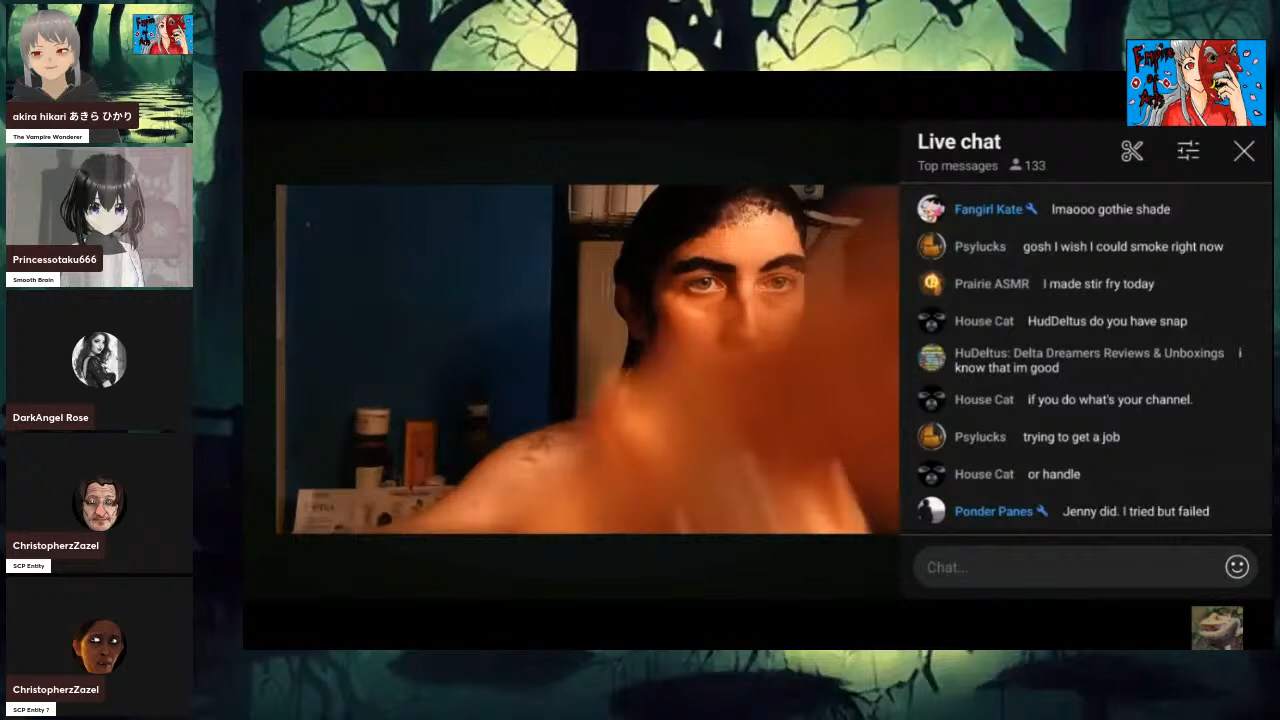 akira hikari あきら ひかり
The Vampire Wonderer
Princessotaku666
Smooth Brain
DarkAngel Rose
ChristopherzZazel
SCP Entity
ChristopherzZazel
SCP Entity ?
Empire
of
Arts
Live chat
Top messages 133
Fangirl Kate lmaooo gothie shade
Psylucks gosh I wish I could smoke right now
Prairie ASMR I made stir fry today
House Cat HudDeltus do you have snap
HuDeltus: Delta Dreamers Reviews & Unboxings i
know that im good
House Cat if you do what's your channel.
Psylucks trying to get a job
House Cat or handle
Ponder Panes Jenny did. I tried but failed
Chat...